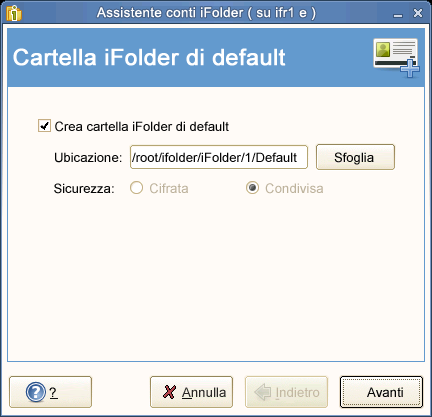 Assistente conti iFolder ( su ifr1 e )
Cartella iFolder di default
Crea cartella iFolder di default
Ubicazione: /root/ifolder/iFolder/1/Default Sfoglia
Sicurezza: Cifrata Condivisa
? Annulla Indietro Avanti